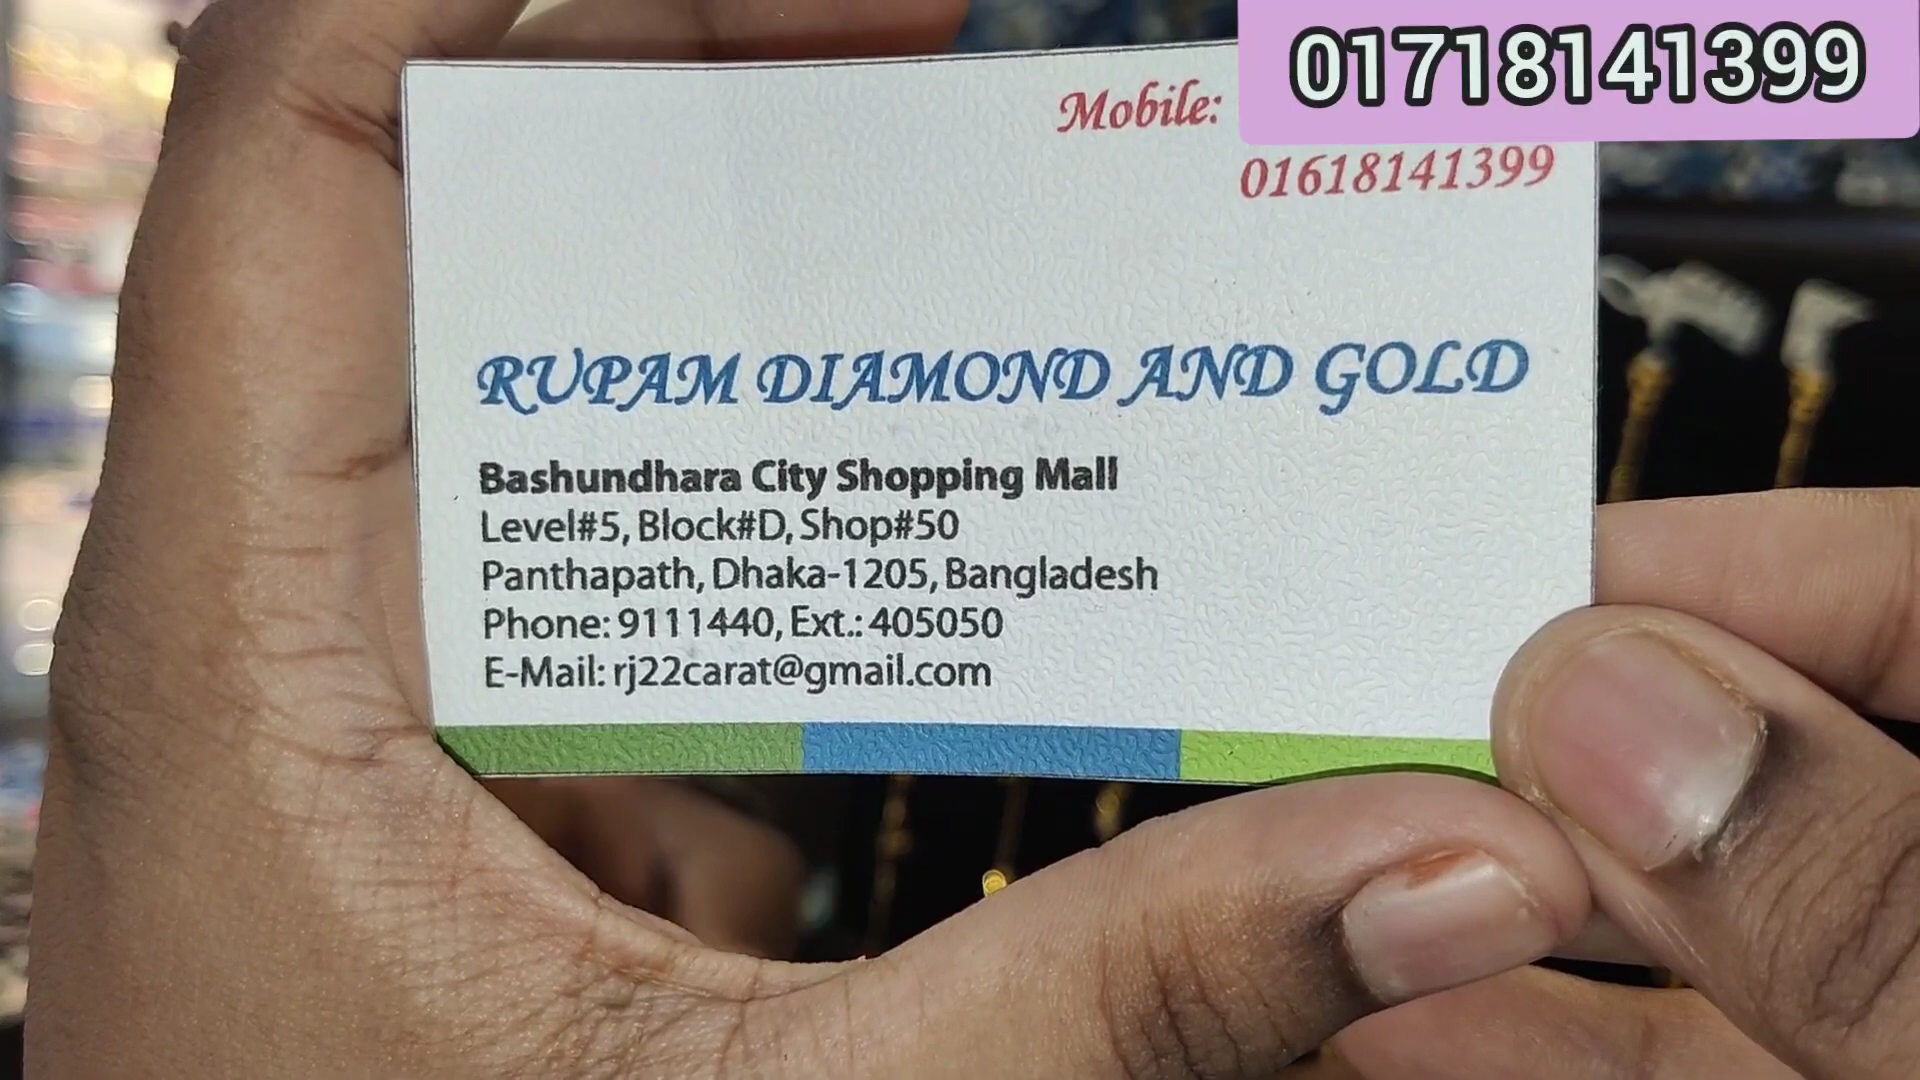 Mobile: 01718141399
01618141399
RUPAM DIAMOND AND GOLD
Bashundhara City Shopping Mall
Level#5, Block#D, Shop#50
Panthapath, Dhaka-1205, Bangladesh
Phone: 9111440, Ext.: 405050
E-Mail: rj22carat@gmail.com